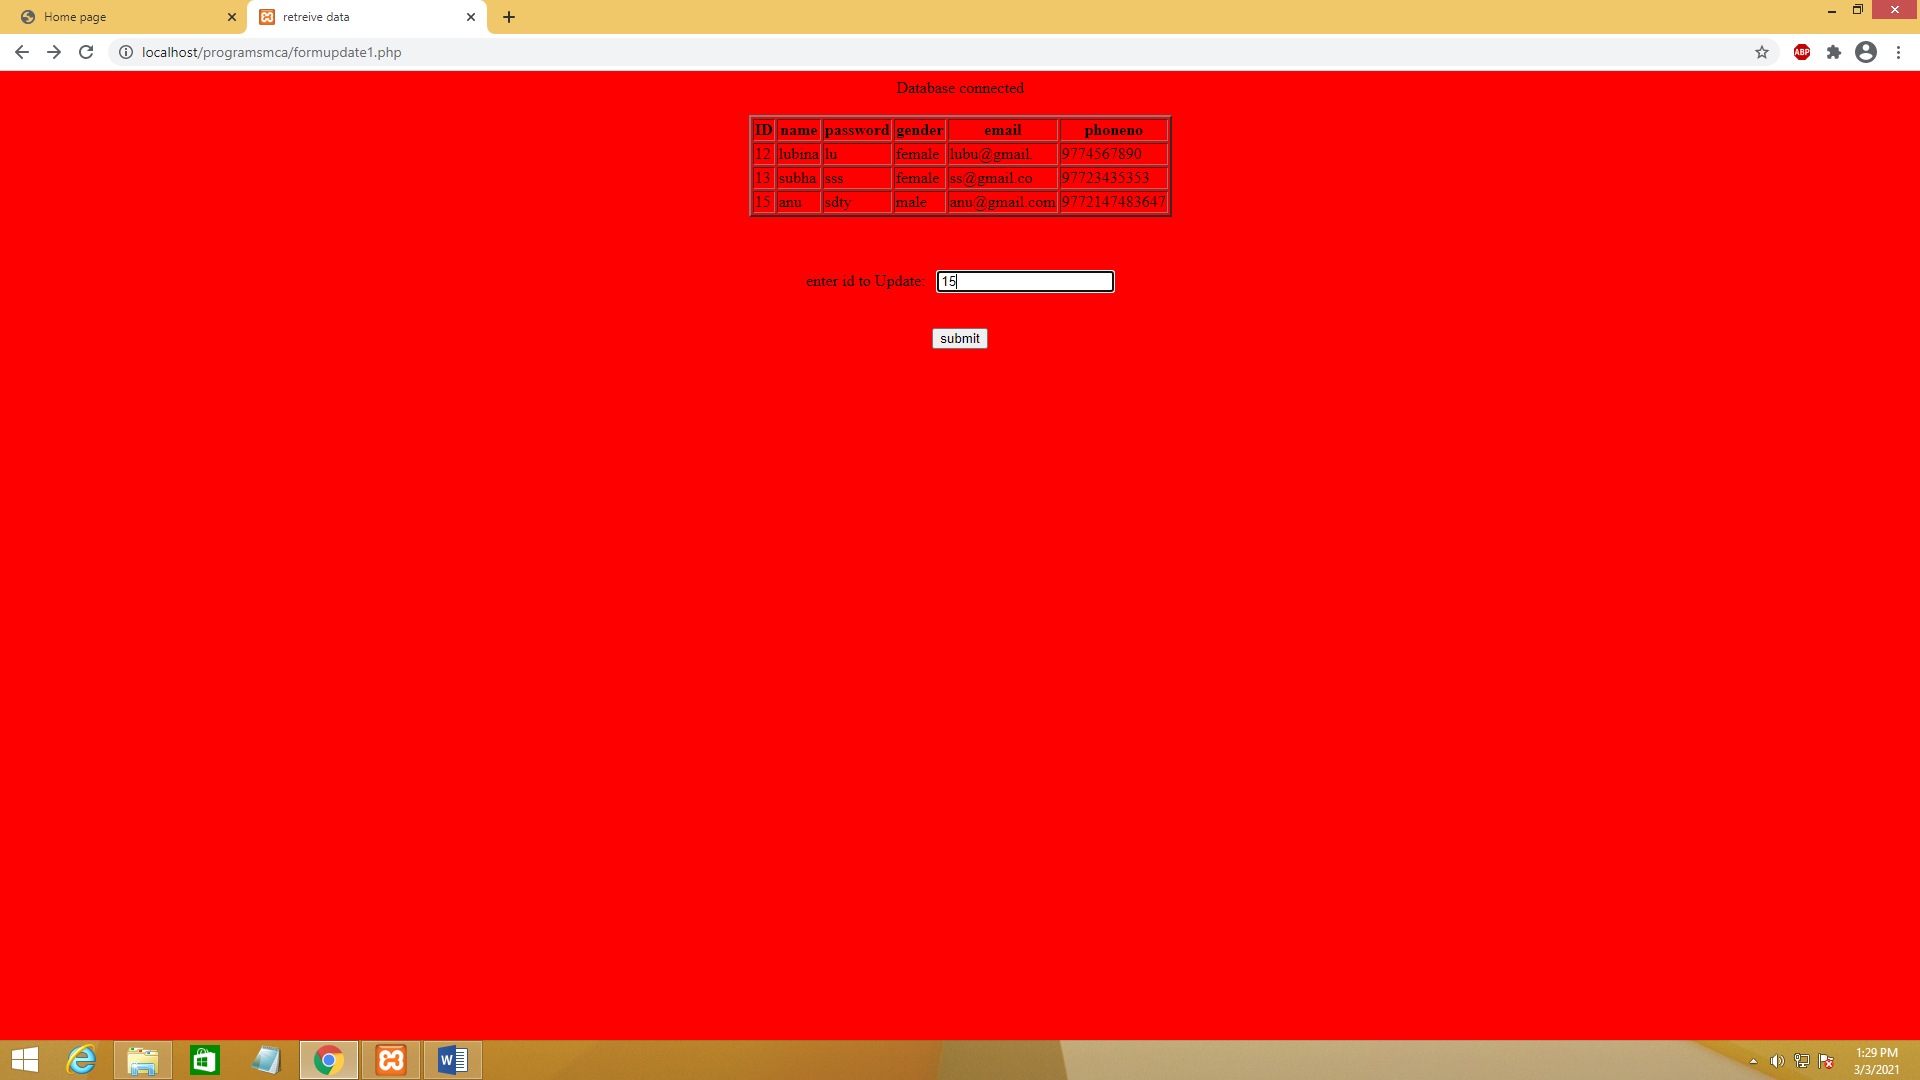 Home page
retreive data
localhost/programsmca/formupdate1.php
ABP
Database connected
ID name password gender email phoneno
12 lubina lu female lubu@gmail. 9774567890
13 subha sss female ss@gmail.co 97723435353
15 anu sdty male anu@gmail.com 9772147483647
enter id to Update: 15
submit
1:29 PM
3/3/2021